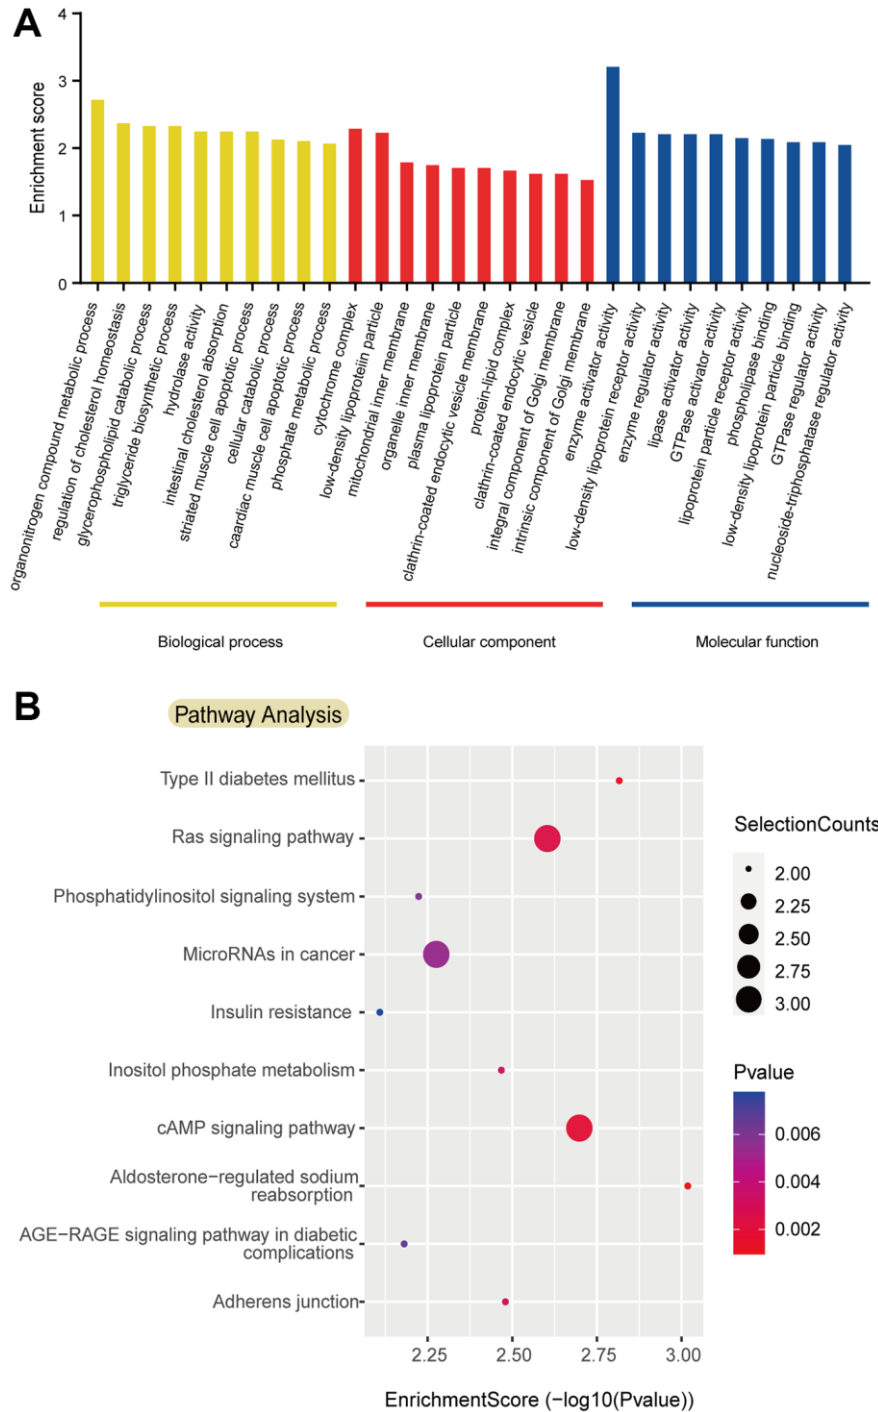 A
Enrichment score
4
3
2
1
0
organonitrogen compound metabolic process
regulation of cholesterol homeostasis
glycerophospholipid catabolic process
triglyceride biosynthetic process
hydrolase activity
intestinal cholesterol absorption
striated muscle cell apoptotic process
cellular catabolic process
caardiac muscle cell apoptotic process
phosphate metabolic process
cytochrome complex
low-density lipoproteiin particle
mitochondrial inner membrane
organelle inner membrane
plasma lipoprotein particle
clathrin-coated endocytic vesicle membrane
protein-lipid complex
clathrin-coated endocytic vesicle
integral component of Golgi membrane
intrinsic component of Golgi membrane
enzyme activator activity
low-density lipoprotein receptor activity
enzyme regulator activity
lipase activator activity
GTPase activator activity
lipoprotein particle receptor activity
phospholipase binding
low-density lipoprotein particle binding
GTPase regulator activity
nucleoside-triphosphatase regulator activity
Biological process
Cellular component
Molecular function
B
Pathway Analysis
Type II diabetes mellitus
Ras signaling pathway
Phosphatidylinositol signaling system
MicroRNAs in cancer
Insulin resistance
Inositol phosphate metabolism
cAMP signaling pathway
Aldosterone−regulated sodium
reabsorption
AGE−RAGE signaling pathway in diabetic
complications
Adherens junction
2.25 2.50 2.75 3.00
EnrichmentScore (−log10(Pvalue))
SelectionCounts
2.00
2.25
2.50
2.75
3.00
Pvalue
0.006
0.004
0.002